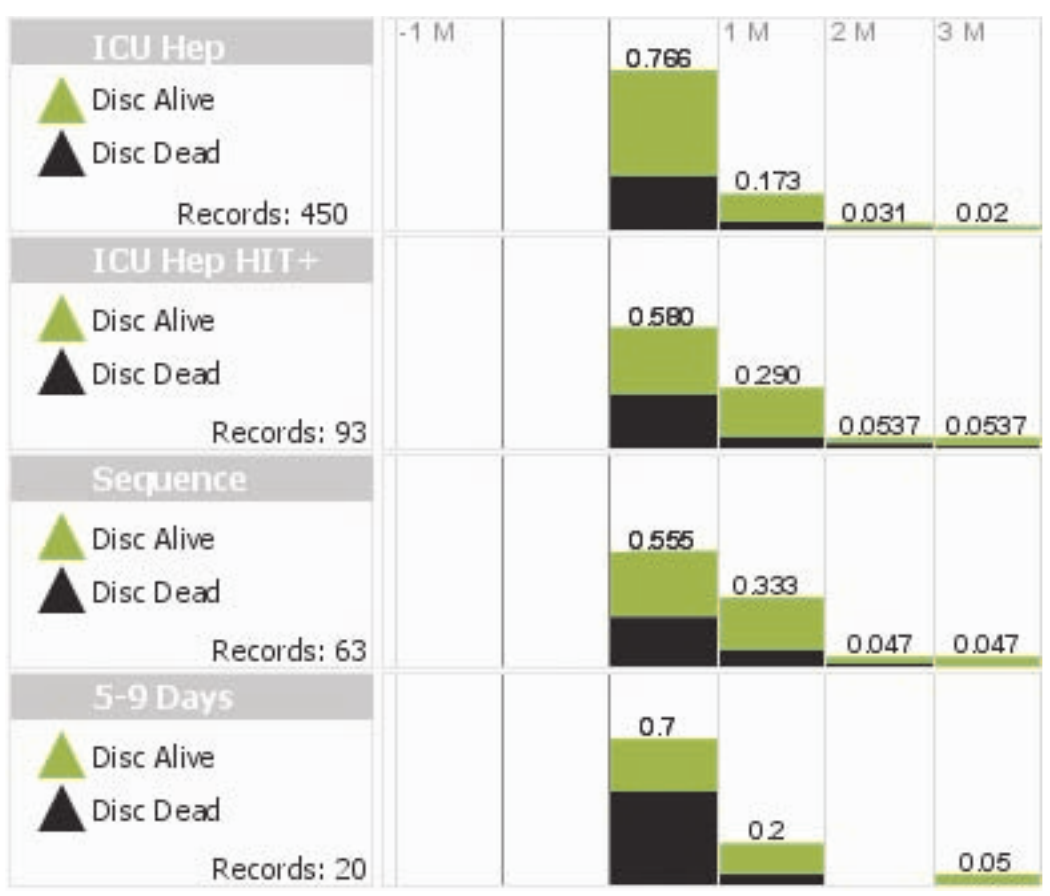 ICU Hep
Disc Alive
Disc Dead
Records: 450
-1 M 1 M 2 M 3 M
0.766 0.173 0.031 0.02
ICU Hep HIT+
Disc Alive
Disc Dead
Records: 93
0.580 0.290 0.0537 0.0537
Sequence
Disc Alive
Disc Dead
Records: 63
0.555 0.333 0.047 0.047
5-9 Days
Disc Alive
Disc Dead
Records: 20
0.7 0.2 0.05